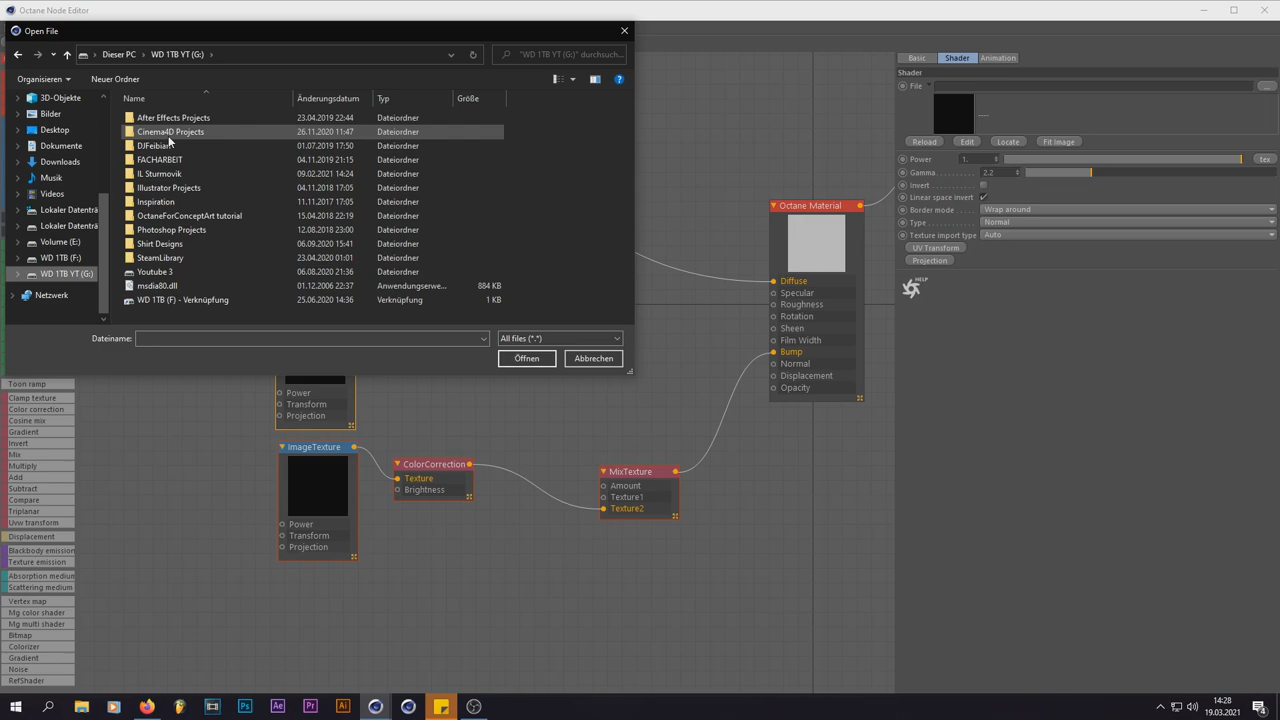 Octane Node Editor
Open File
Dieser PC
WD 1TB YT (G:)
"WD 1TB YT (G:)" durchsuch...
Organisieren
Neuer Ordner
3D-Objekte
Bilder
Desktop
Dokumente
Downloads
Musik
Videos
Lokaler Datenträ
Lokaler Datenträ
Volume (E:)
WD 1TB (F:)
WD 1TB YT (G:)
Netzwerk
Name Änderungsdatum Typ Größe
After Effects Projects 23.04.2019 22:44 Dateiordner
Cinema4D Projects 26.11.2020 11:47 Dateiordner
DJFeibian 01.07.2019 17:50 Dateiordner
FACHARBEIT 04.11.2019 21:15 Dateiordner
IL Sturmovik 09.02.2021 14:24 Dateiordner
Illustrator Projects 04.11.2018 17:05 Dateiordner
Inspiration 11.11.2017 17:05 Dateiordner
OctaneForConceptArt tutorial 15.04.2018 22:19 Dateiordner
Photoshop Projects 12.08.2018 23:00 Dateiordner
Shirt Designs 06.09.2020 15:41 Dateiordner
SteamLibrary 23.04.2020 01:01 Dateiordner
Youtube 3 06.08.2020 21:36 Dateiordner
msdia80.dll 01.12.2006 22:37 Anwendungserwe... 884 KB
WD 1TB (F) - Verknüpfung 25.06.2020 14:36 Verknüpfung 1 KB
Dateiname:
All files (*.*)
Öffnen
Abbrechen
Toon ramp
Clamp texture
Color correction
Cosine mix
Gradient
Invert
Mix
Multiply
Add
Subtract
Compare
Triplanar
Uvw transform
Displacement
Blackbody emission
Texture emission
Absorption medium
Scattering medium
Vertex map
Mg color shader
Mg multi shader
Bitmap
Colorizer
Gradient
Noise
RefShader
Power
Transform
Projection
ImageTexture
Power
Transform
Projection
ColorCorrection
Texture
Brightness
MixTexture
Amount
Texture1
Texture2
Octane Material
Diffuse
Specular
Roughness
Rotation
Sheen
Film Width
Bump
Normal
Displacement
Opacity
Basic Shader Animation
Shader
File
...
----
Reload Edit Locate Fit Image
Power 1. tex
Gamma 2.2
Invert
Linear space invert
Border mode Wrap around
Type Normal
Texture import type Auto
UV Transform
Projection
HELP
Ps
Ae
Pr
Ai
14:28
19.03.2021
4